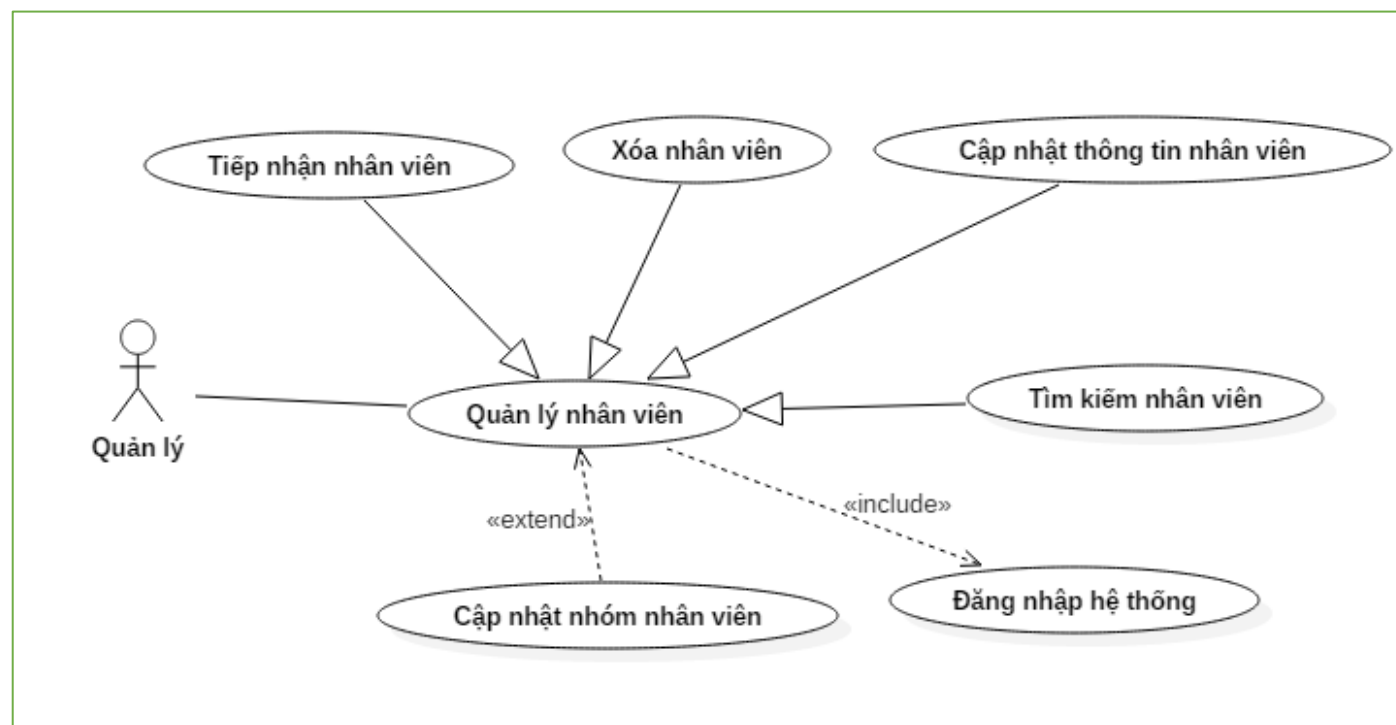 Tiếp nhận nhân viên
Xóa nhân viên
Cập nhật thông tin nhân viên
Quản lý
Quản lý nhân viên
Tìm kiếm nhân viên
«extend»
«include»
Cập nhật nhóm nhân viên
Đăng nhập hệ thống